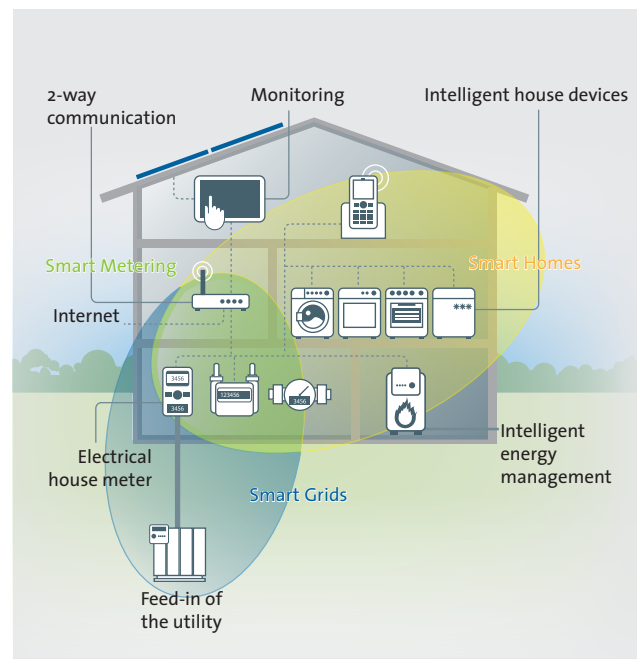 2-way
communication
Monitoring
Intelligent house devices
Smart Metering
Smart Homes
Internet
***
3456
3456
123456
3456
Electrical
house meter
Intelligent
energy
management
Smart Grids
Feed-in of
the utility